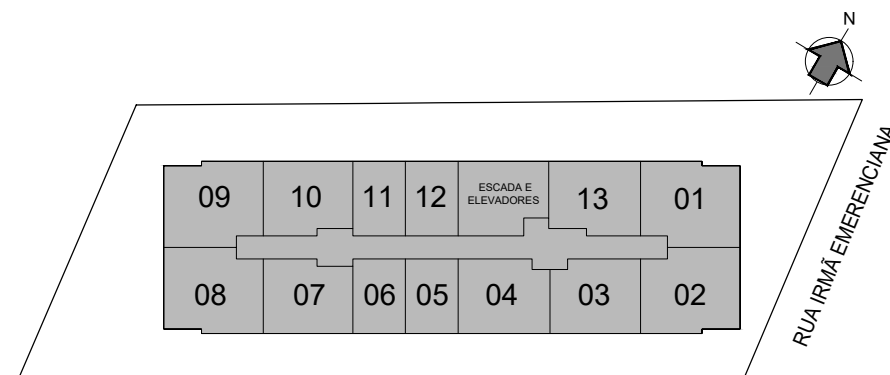 N
09 10 11 12 ESCADA E
ELEVADORES 13 01
08 07 06 05 04 03 02
RUA IRMÃ EMERENCIANA